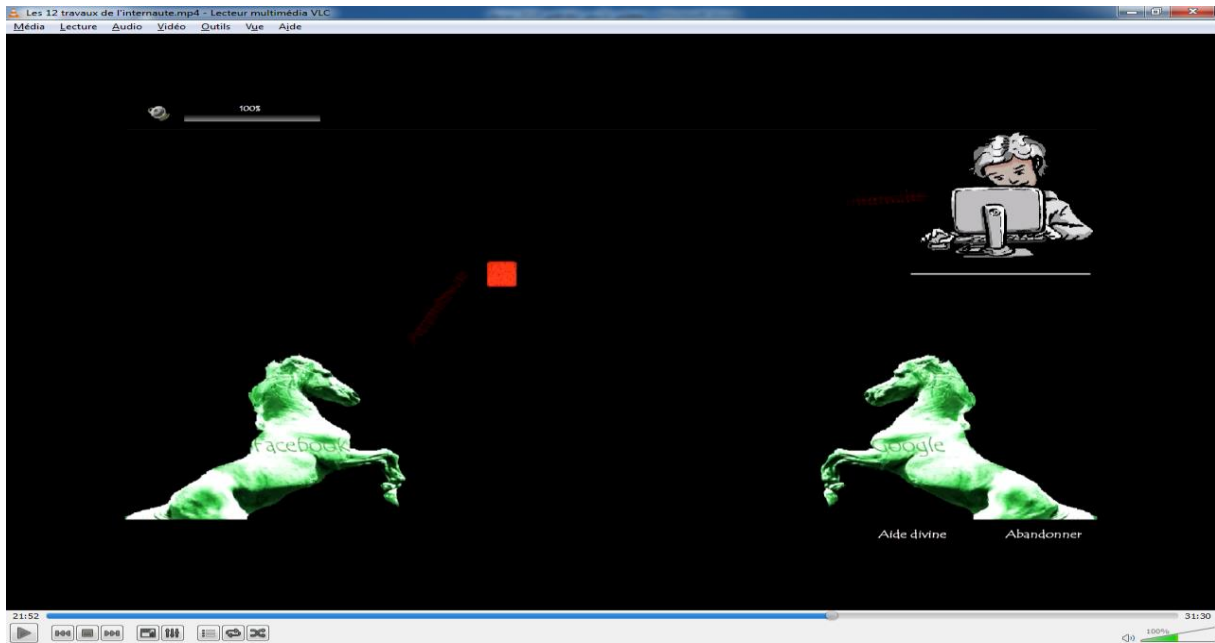 Les 12 travaux de l'internaute.mp4 - Lecteur multimédia VLC
Média Lecture Audio Vidéo Outils Vue Aide
100%
Facebook
Google
Aide divine Abandonner
21:52 31:30
100%